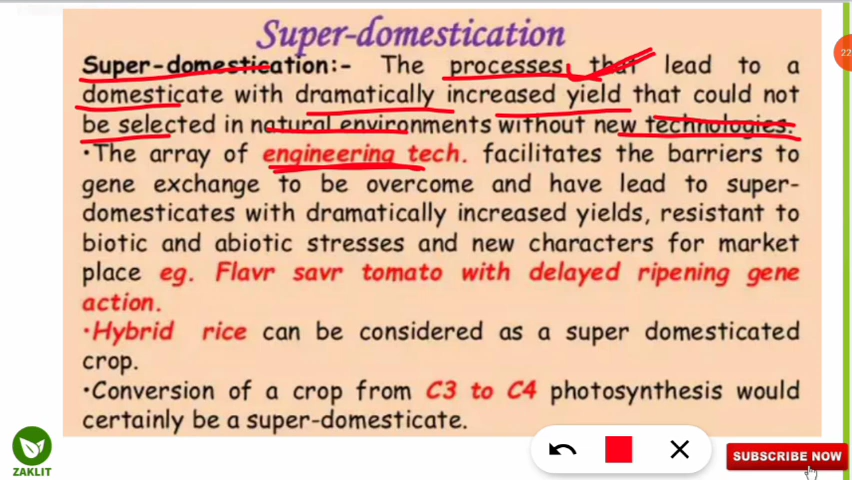 Super-domestication
Super-domestication:- The processes that lead to a
domesticate with dramatically increased yield that could not
be selected in natural environments without new technologies.
•The array of engineering tech. facilitates the barriers to
gene exchange to be overcome and have lead to super-
domesticates with dramatically increased yields, resistant to
biotic and abiotic stresses and new characters for market
place eg. Flavr savr tomato with delayed ripening gene
action.
•Hybrid rice can be considered as a super domesticated
crop.
•Conversion of a crop from C3 to C4 photosynthesis would
certainly be a super-domesticate.
22
ZAKLIT
SUBSCRIBE NOW